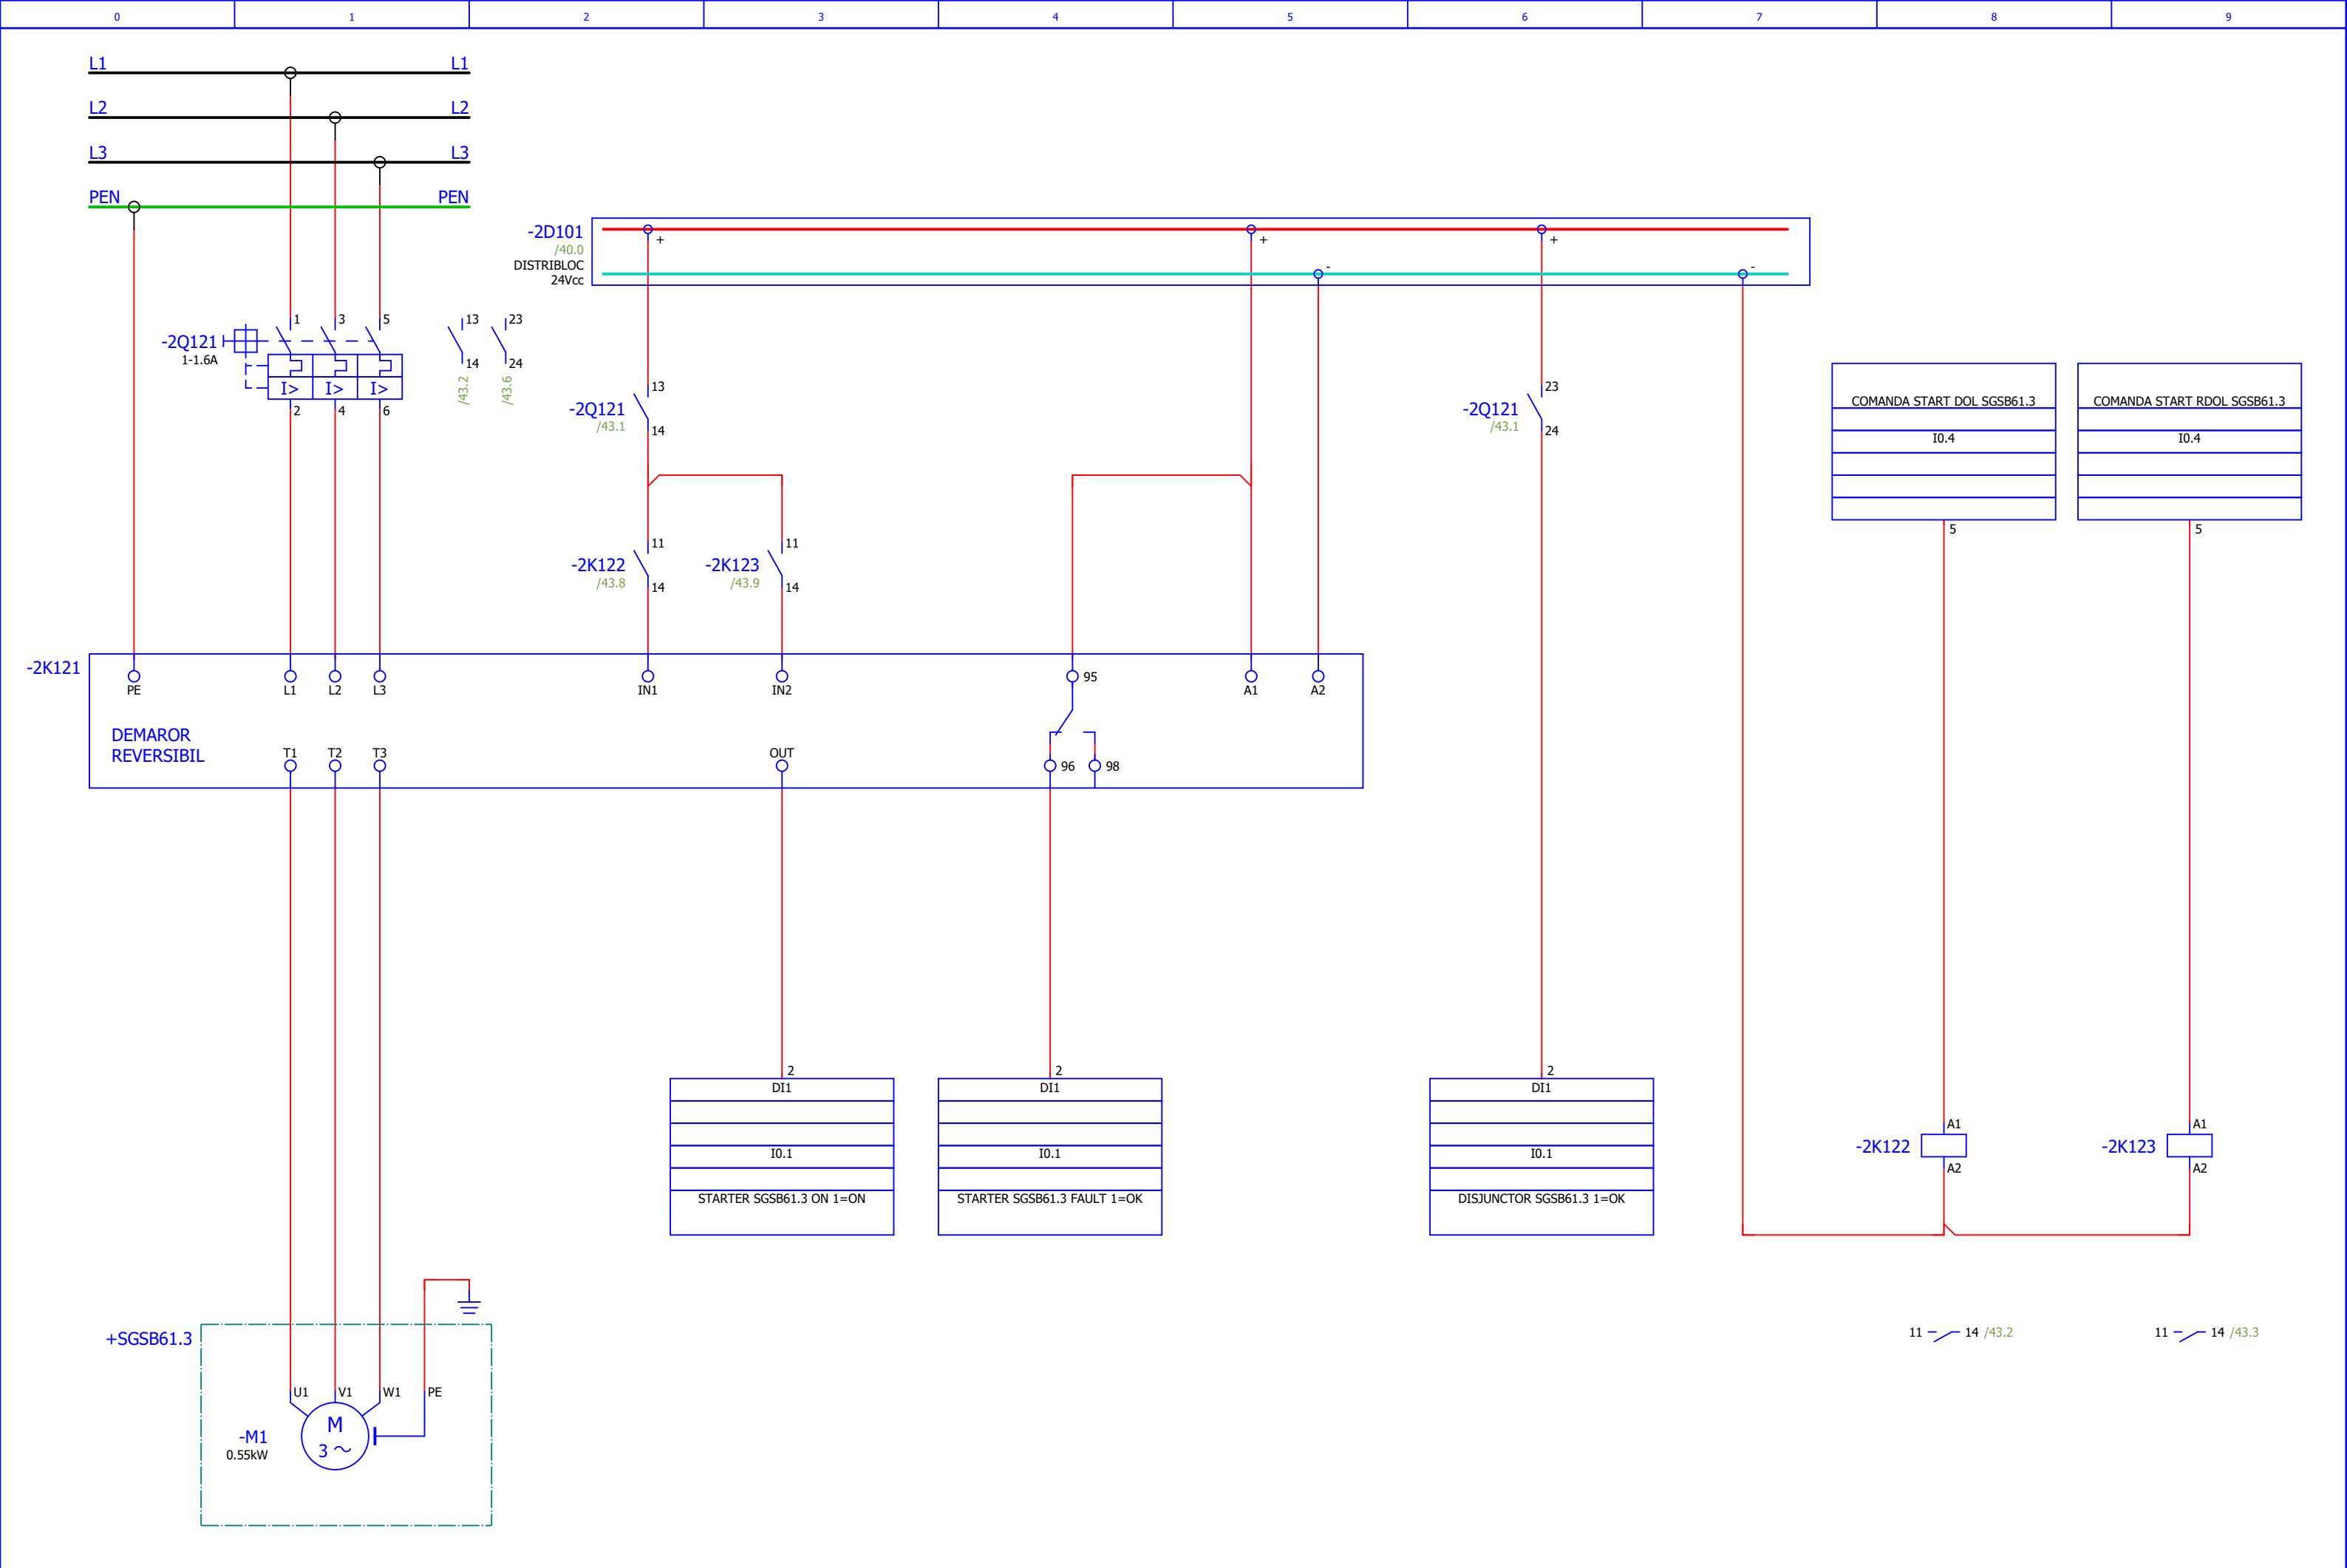 0 1 2 3 4 5 6 7 8 9
L1 L1
L2 L2
L3 L3
PEN PEN
-2D101
/40.0
DISTRIBLOC
24Vcc
+ + +
- -
-2Q121
1-1.6A
1 3 5
I> I> I>
2 4 6
13 23
14 24
/43.2 /43.6
-2Q121
/43.1
13
14
-2Q121
/43.1
23
24
COMANDA START DOL SGSB61.3
I0.4
5
COMANDA START RDOL SGSB61.3
I0.4
5
-2K122
/43.8
11
14
-2K123
/43.9
11
14
-2K121
PE L1 L2 L3 IN1 IN2 95 A1 A2
DEMAROR
REVERSIBIL
T1 T2 T3 OUT 96 98
2
DI1
I0.1
STARTER SGSB61.3 ON 1=ON
2
DI1
I0.1
STARTER SGSB61.3 FAULT 1=OK
2
DI1
I0.1
DISJUNCTOR SGSB61.3 1=OK
A1
-2K122
A2
A1
-2K123
A2
11 14 /43.2
11 14 /43.3
+SGSB61.3
U1 V1 W1 PE
-M1
0.55kW
M
3 ~